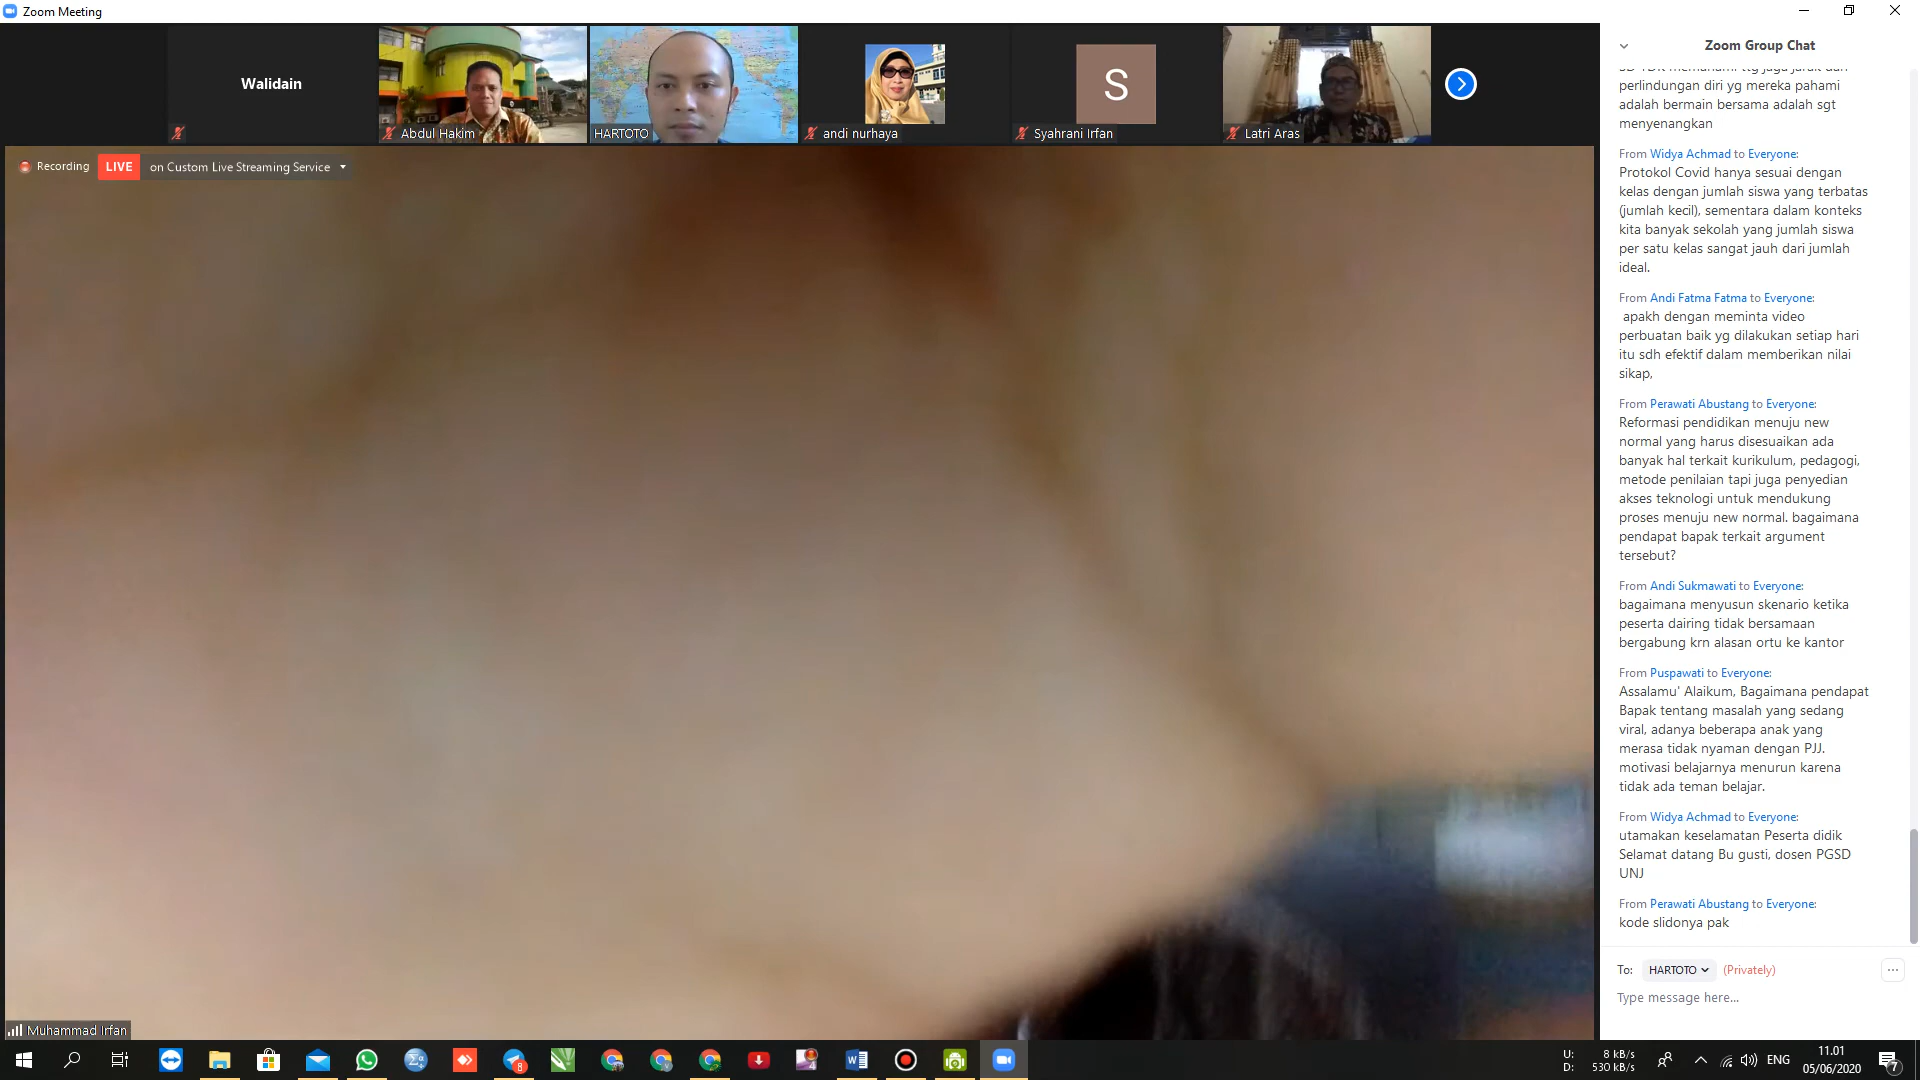 Zoom Meeting
Walidain
Abdul Hakim
HARTOTO
andi nurhaya
S
Syahrani Irfan
Latri Aras
Recording
LIVE
on Custom Live Streaming Service
Muhammad Irfan
Zoom Group Chat
perlindungan diri yg mereka pahami
adalah bermain bersama adalah sgt
menyenangkan
From Widya Achmad to Everyone:
Protokol Covid hanya sesuai dengan
kelas dengan jumlah siswa yang terbatas
(jumlah kecil), sementara dalam konteks
kita banyak sekolah yang jumlah siswa
per satu kelas sangat jauh dari jumlah
ideal.
From Andi Fatma Fatma to Everyone:
apakh dengan meminta video
perbuatan baik yg dilakukan setiap hari
itu sdh efektif dalam memberikan nilai
sikap,
From Perawati Abustang to Everyone:
Reformasi pendidikan menuju new
normal yang harus disesuaikan ada
banyak hal terkait kurikulum, pedagogi,
metode penilaian tapi juga penyedian
akses teknologi untuk mendukung
proses menuju new normal. bagaimana
pendapat bapak terkait argument
tersebut?
From Andi Sukmawati to Everyone:
bagaimana menyusun skenario ketika
peserta dairing tidak bersamaan
bergabung krn alasan ortu ke kantor
From Puspawati to Everyone:
Assalamu' Alaikum, Bagaimana pendapat
Bapak tentang masalah yang sedang
viral, adanya beberapa anak yang
merasa tidak nyaman dengan PJJ.
motivasi belajarnya menurun karena
tidak ada teman belajar.
From Widya Achmad to Everyone:
utamakan keselamatan Peserta didik
Selamat datang Bu gusti, dosen PGSD
UNJ
From Perawati Abustang to Everyone:
kode slidonya pak
To: HARTOTO (Privately)
Type message here...
U: 8 kB/s
D: 530 kB/s
ENG
11.01
05/06/2020
7
8